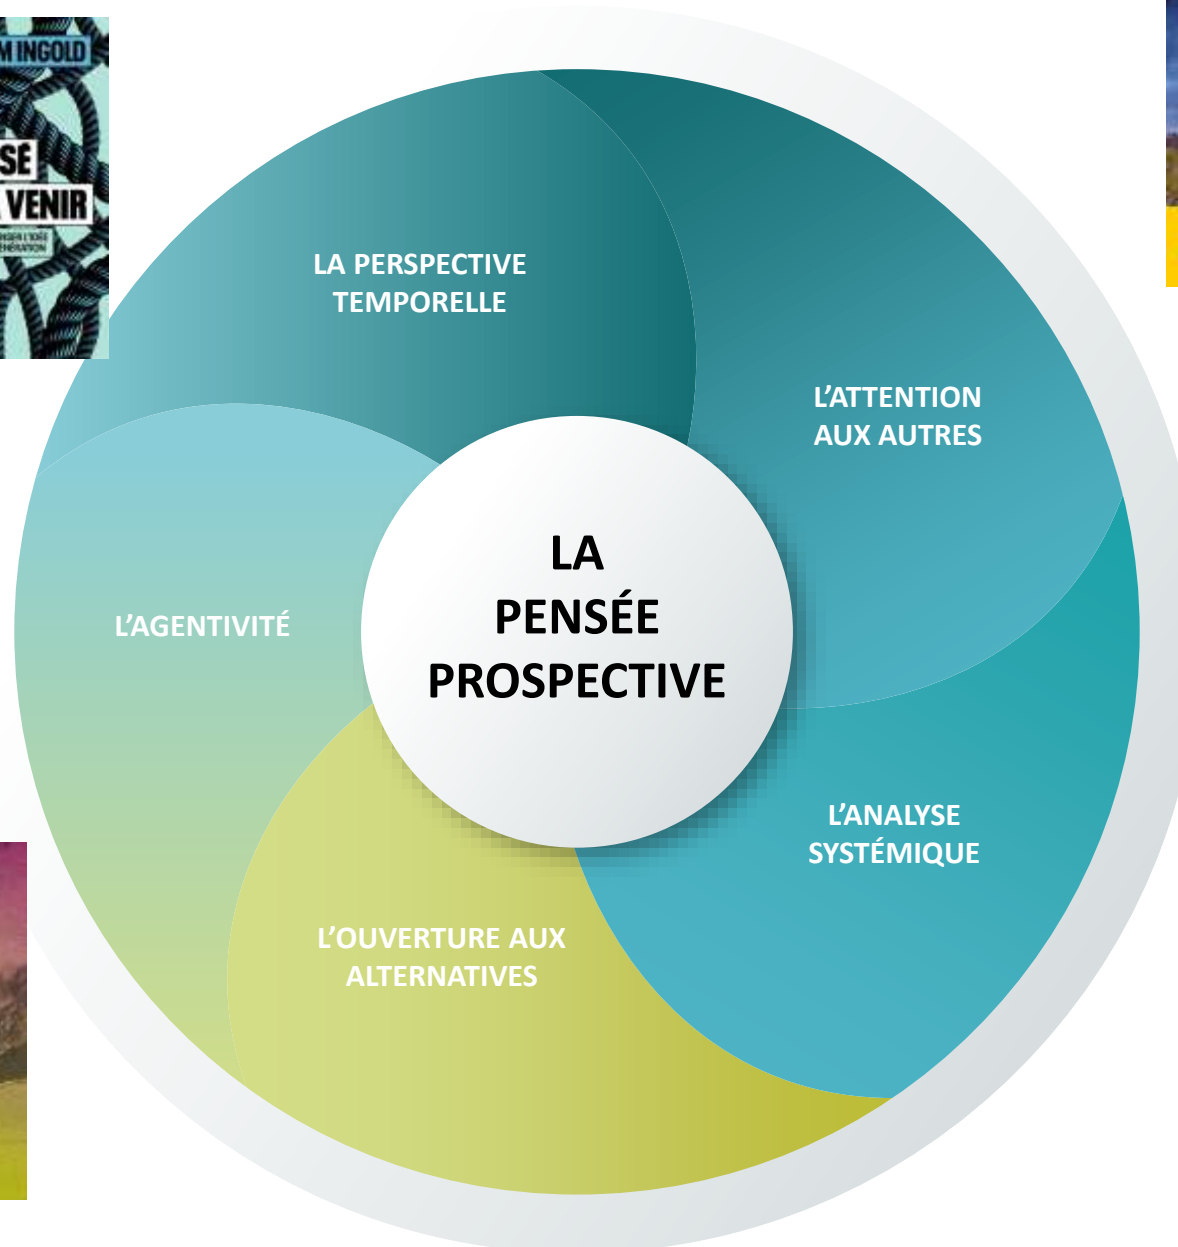 M INGOLD
SÉ
À VENIR
LA PERSPECTIVE
TEMPORELLE
L'ATTENTION
AUX AUTRES
LA
PENSÉE
PROSPECTIVE
L'AGENTIVITÉ
L'ANALYSE
SYSTÉMIQUE
L'OUVERTURE AUX
ALTERNATIVES